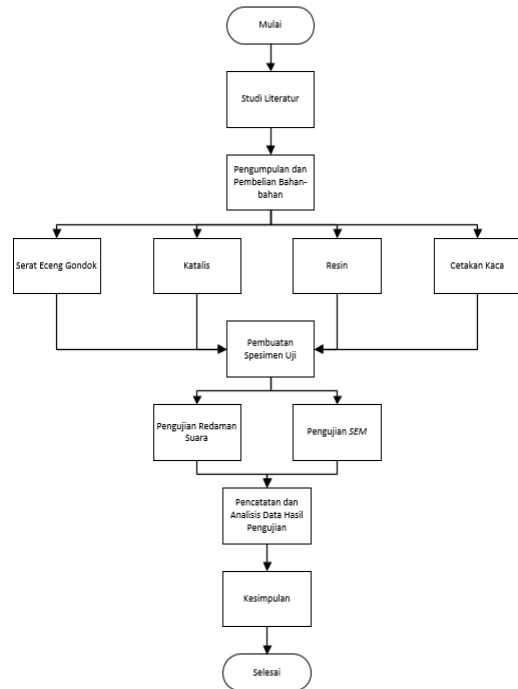 Mulai
Studi Literatur
Pengumpulan dan
Pembelian Bahan-
bahan
Serat Eceng Gondok
Katalis
Resin
Cetakan Kaca
Pembuatan
Spesimen Uji
Pengujian Redaman
Suara
Pengujian SEM
Pencatatan dan
Analisis Data Hasil
Pengujian
Kesimpulan
Selesai